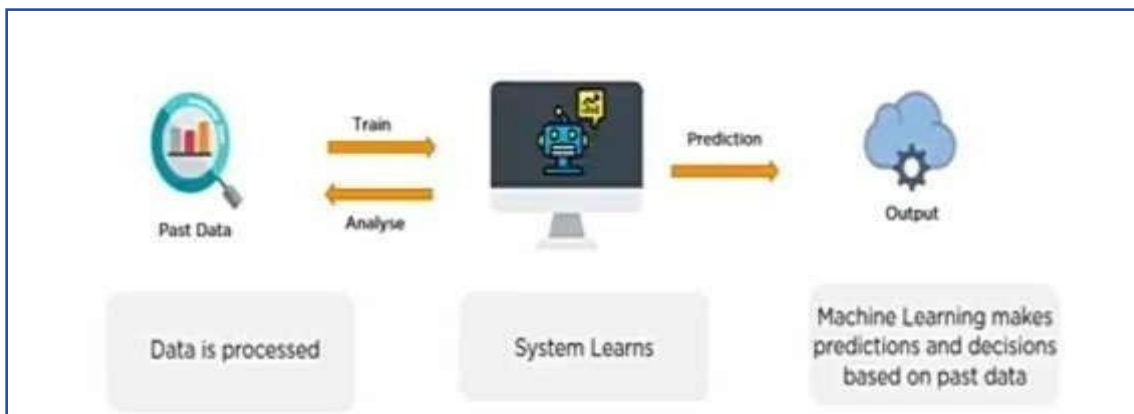 Train
Prediction
Past Data
Analyse
Output
Data is processed
System Learns
Machine Learning makes
predictions and decisions
based on past data